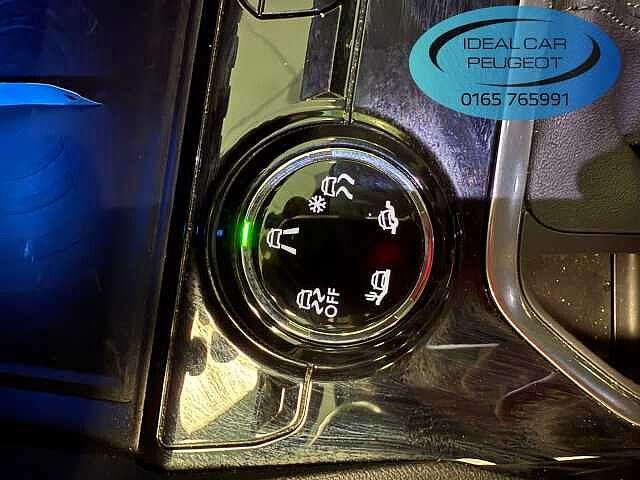 IDEAL CAR
PEUGEOT
0165 765991
OFF